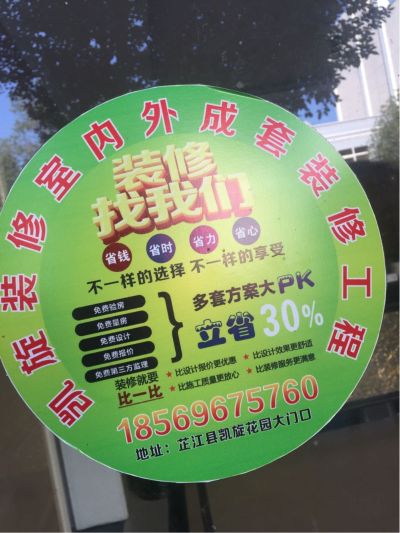 凯旋装修室内外成套装修工程
装修
找我们
省钱 省时 省力 省心
不一样的选择 不一样的享受
免费验房
免费量房
免费设计
免费报价
免费第三方监理
多套方案大PK
立省30%
装修就要
比一比
★ 比设计报价更优惠 ★ 比设计效果更舒适
★ 比施工质量更放心 ★ 比装修服务更满意
18569675760
地址：芷江县凯旋花园大门口